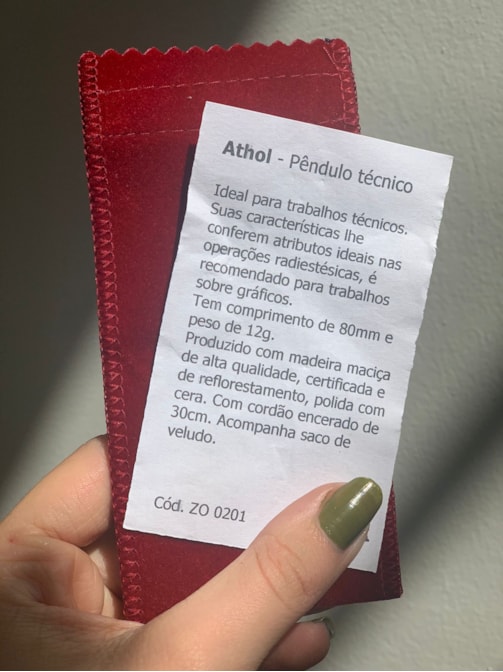 Athol - Pêndulo técnico
Ideal para trabalhos técnicos.
Suas características lhe
conferem atributos ideais nas
operações radiestésicas, é
recomendado para trabalhos
sobre gráficos.
Tem comprimento de 80mm e
peso de 12g.
Produzido com madeira maciça
de alta qualidade, certificada e
de reflorestamento, polida com
cera. Com cordão encerado de
30cm. Acompanha saco de
veludo.
Cód. ZO 0201